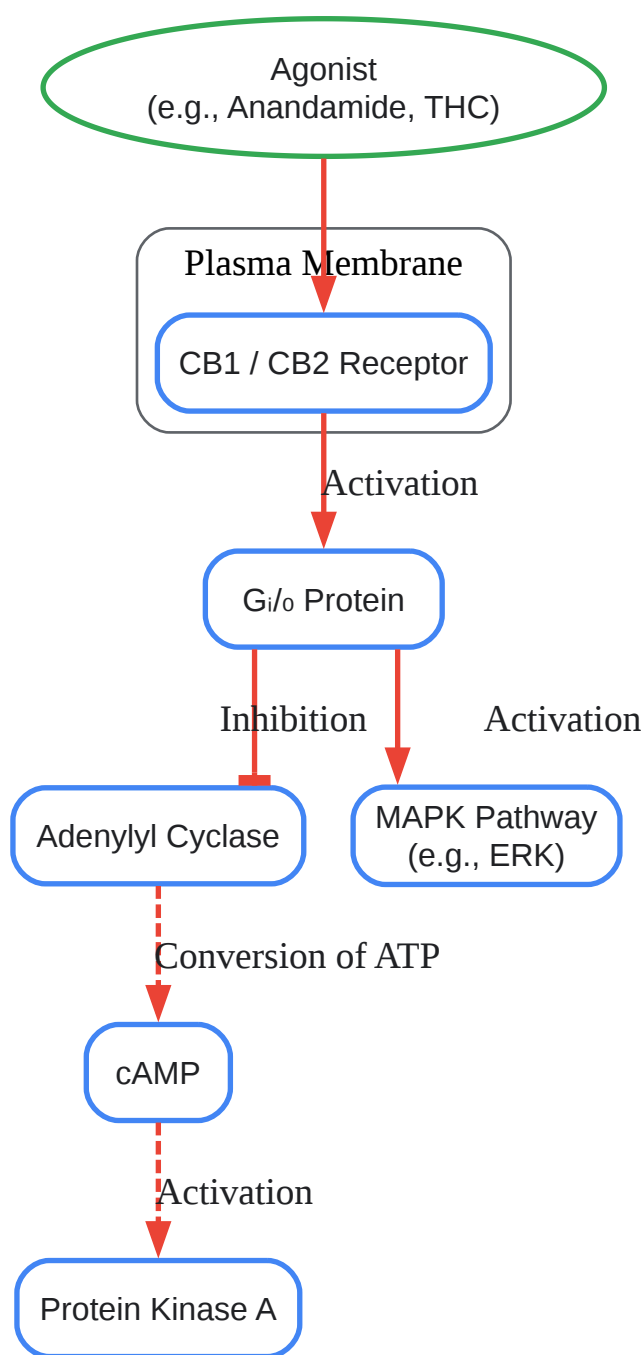 Agonist
(e.g., Anandamide, THC)
Plasma Membrane
CB1 / CB2 Receptor
Activation
Gᵢ/₀ Protein
Inhibition
Activation
Adenylyl Cyclase
MAPK Pathway
(e.g., ERK)
Conversion of ATP
cAMP
Activation
Protein Kinase A